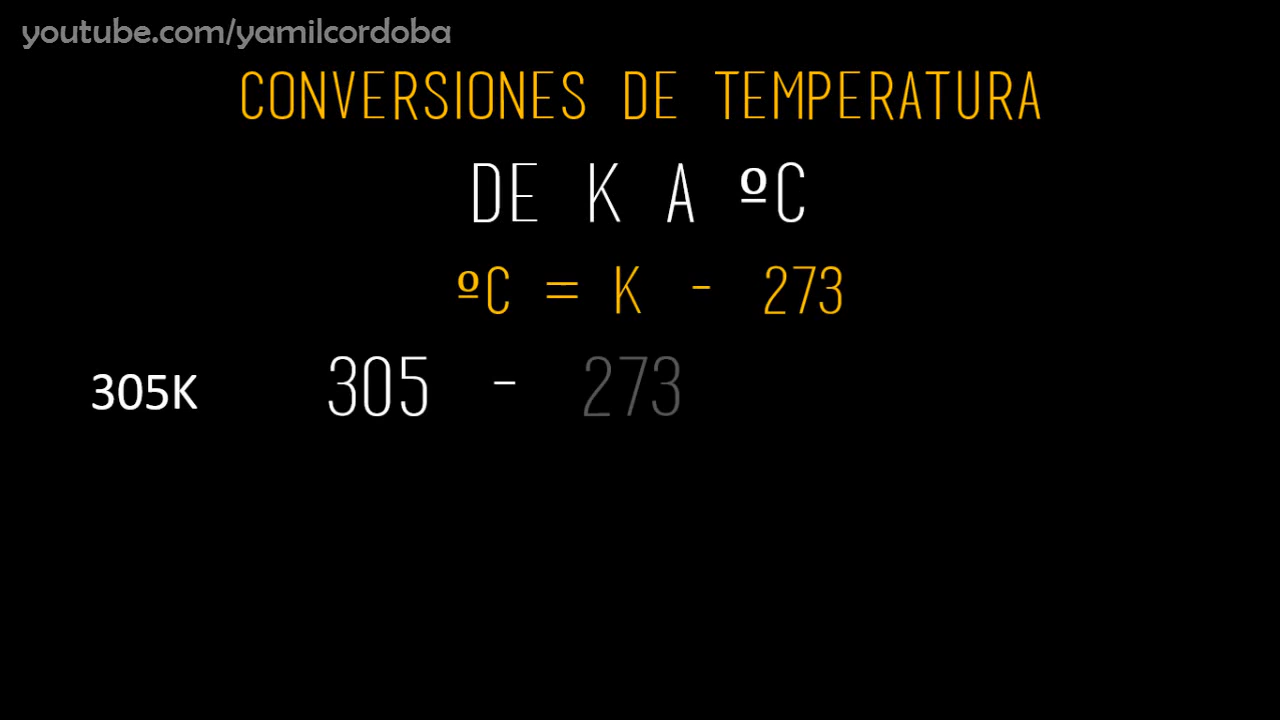 youtube.com/yamilcordoba
CONVERSIONES DE TEMPERATURA
DE K A ºC
ºC = K - 273
305K 305 - 273